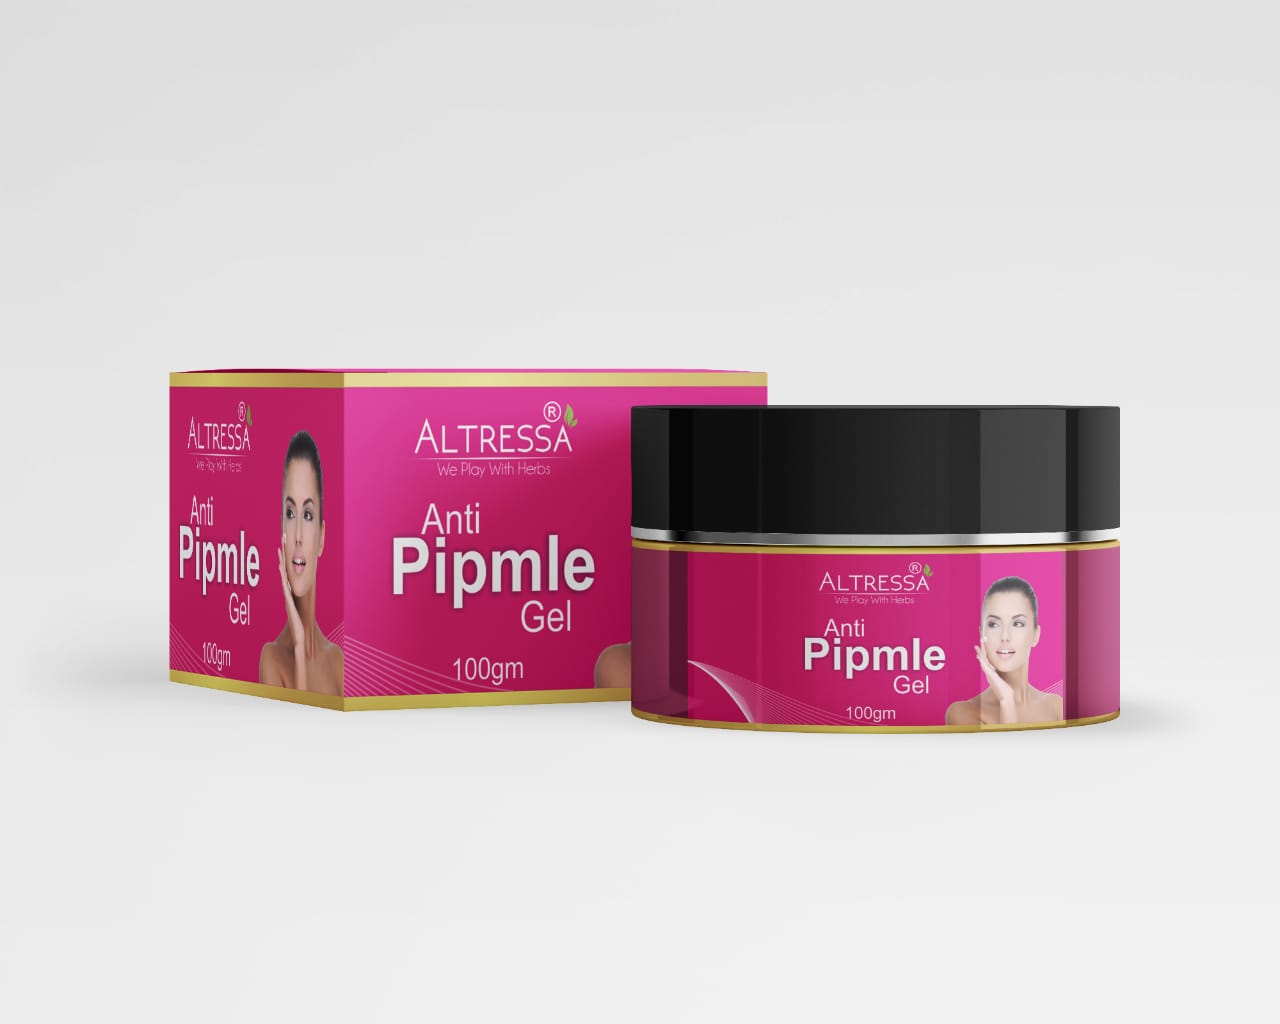 ALTRESSA®
We Play With Herbs
Anti
Pipmle
Gel
100gm
ALTRESSA®
We Play With Herbs
Anti
Pipmle
Gel
100gm
ALTRESSA®
We Play With Herbs
Anti
Pipmle
Gel
100gm